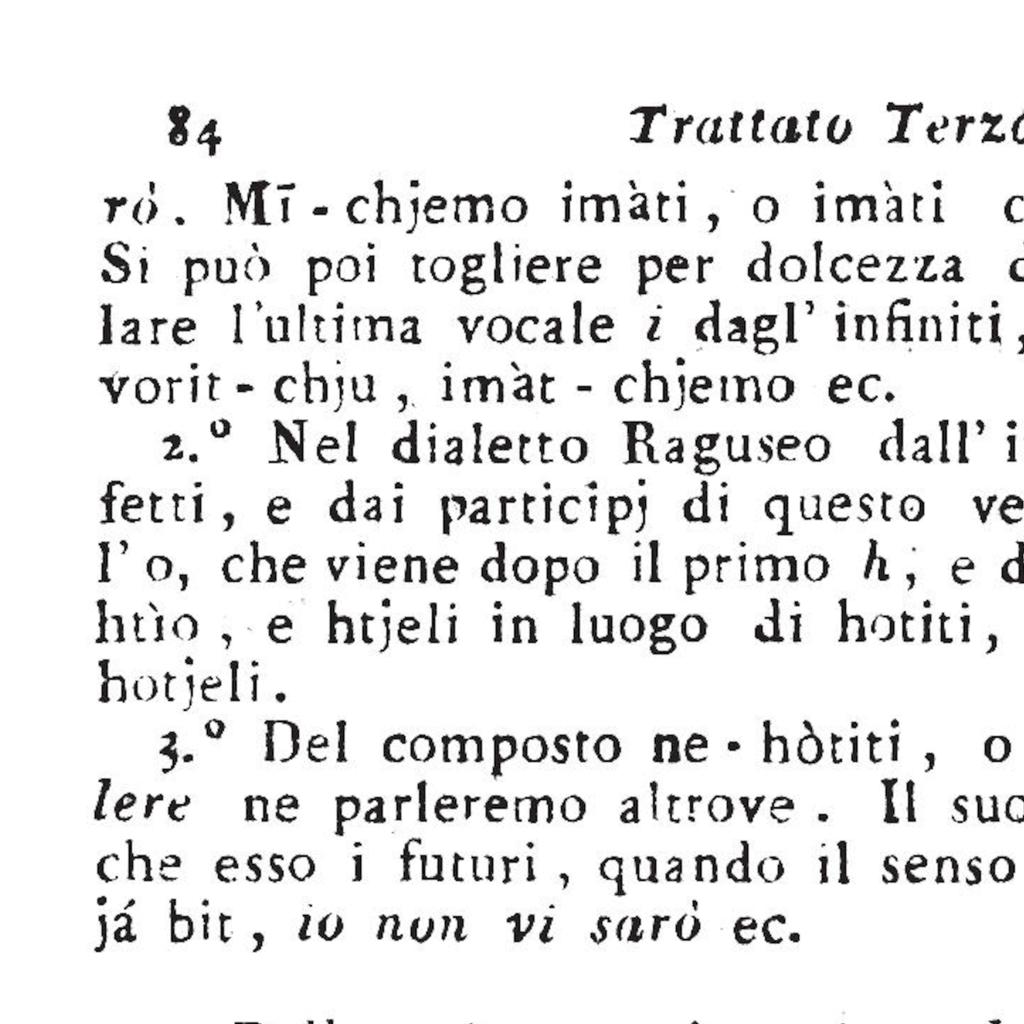 84 Trattato Terzo
rò. Mī - chjemo imàti, o imàti
Si può poi togliere per dolcezza
lare l'ultima vocale i dagl' infiniti,
vorit - chju, imàt - chjemo ec.
2.º Nel dialetto Raguseo dall' i
fetti, e dai participj di questo ve
l' o, che viene dopo il primo h, e d
htìo, e htjeli in luogo di hotiti,
hotjeli.
3.º Del composto ne - hòtiti, o
lere ne parleremo altrove. Il suo
che esso i futuri, quando il senso
já bit, io non vi sarò ec.